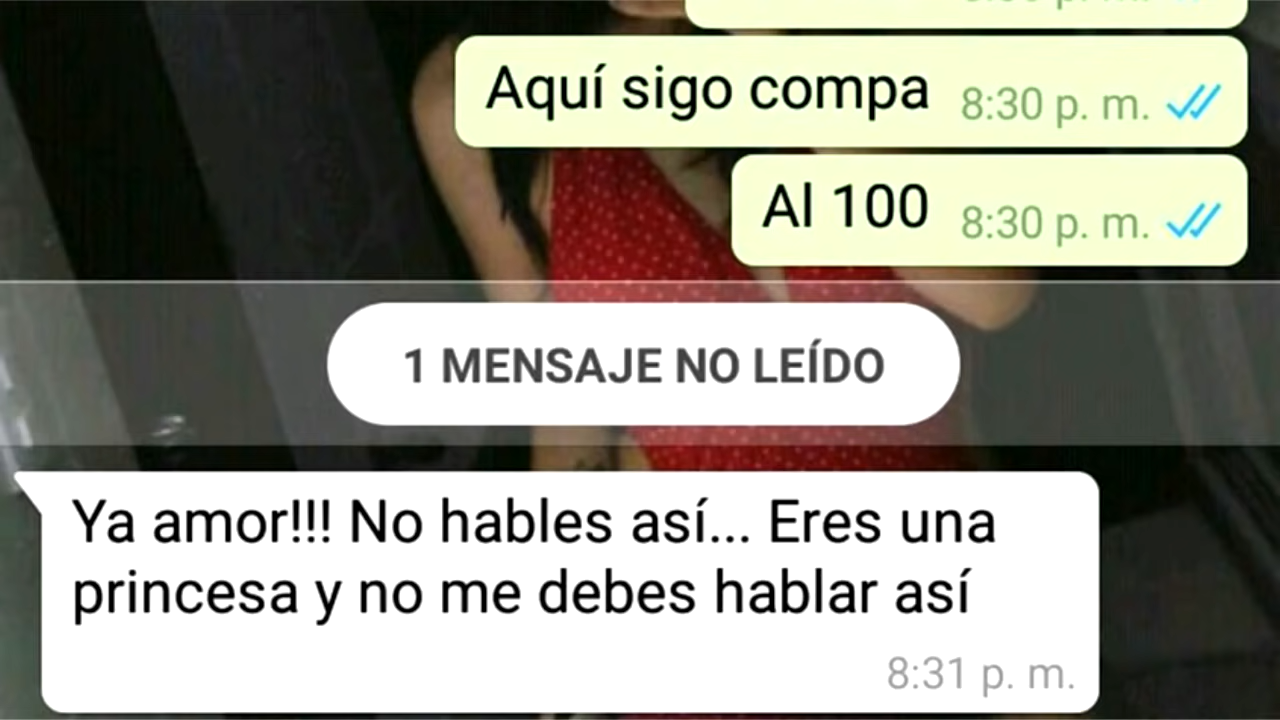 Aquí sigo compa 8:30 p. m.
Al 100 8:30 p. m.
1 MENSAJE NO LEÍDO
Ya amor!!! No hables así... Eres una
princesa y no me debes hablar así
8:31 p. m.